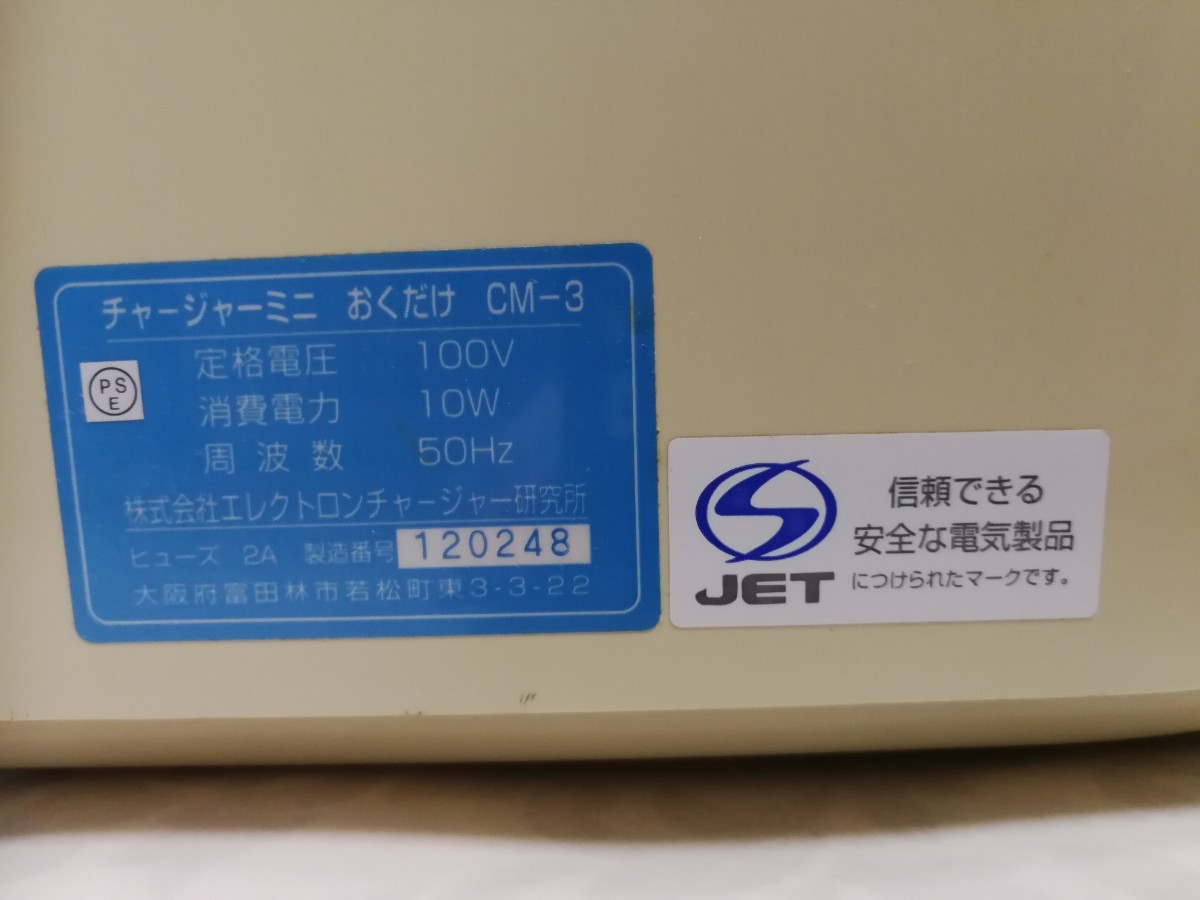 チャージャーミニ おくだけ CM-3
PS
E
定格電圧 100V
消費電力 10W
周波数 50Hz
株式会社エレクトロンチャージャー研究所
ヒューズ 2A 製造番号 120248
大阪府富田林市若松町東3-3-22
JET
信頼できる
安全な電気製品
につけられたマークです。